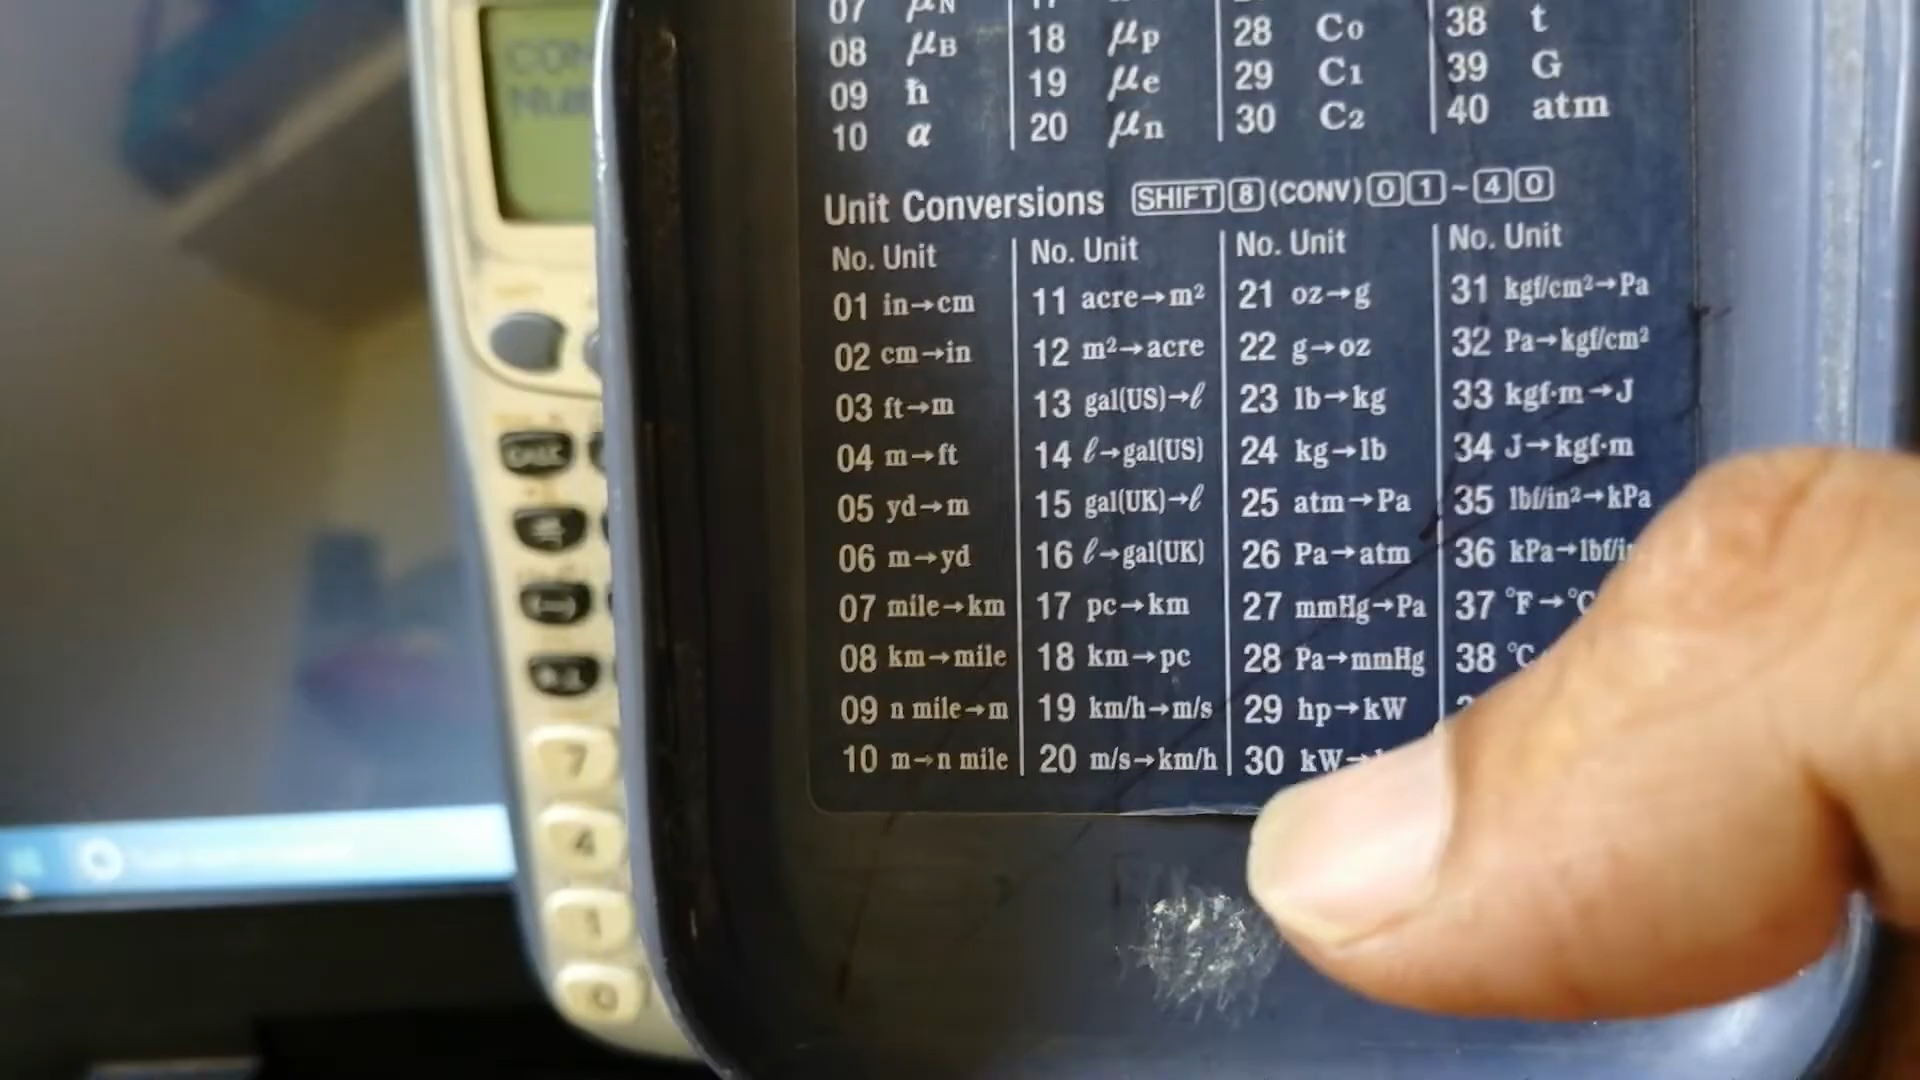 07 μN
08 μB 18 μp 28 C0 38 t
09 ħ 19 μe 29 C1 39 G
10 α 20 μn 30 C2 40 atm
Unit Conversions SHIFT 8 (CONV) 0 1 ~ 4 0
No. Unit No. Unit No. Unit No. Unit
01 in→cm 11 acre→m² 21 oz→g 31 kgf/cm²→Pa
02 cm→in 12 m²→acre 22 g→oz 32 Pa→kgf/cm²
03 ft→m 13 gal(US)→ℓ 23 lb→kg 33 kgf·m→J
04 m→ft 14 ℓ→gal(US) 24 kg→lb 34 J→kgf·m
05 yd→m 15 gal(UK)→ℓ 25 atm→Pa 35 lbf/in²→kPa
06 m→yd 16 ℓ→gal(UK) 26 Pa→atm 36 kPa→lbf/i
07 mile→km 17 pc→km 27 mmHg→Pa 37 °F→°C
08 km→mile 18 km→pc 28 Pa→mmHg 38 °C
09 n mile→m 19 km/h→m/s 29 hp→kW
10 m→n mile 20 m/s→km/h 30 kW→
CALC
7
4
1
0